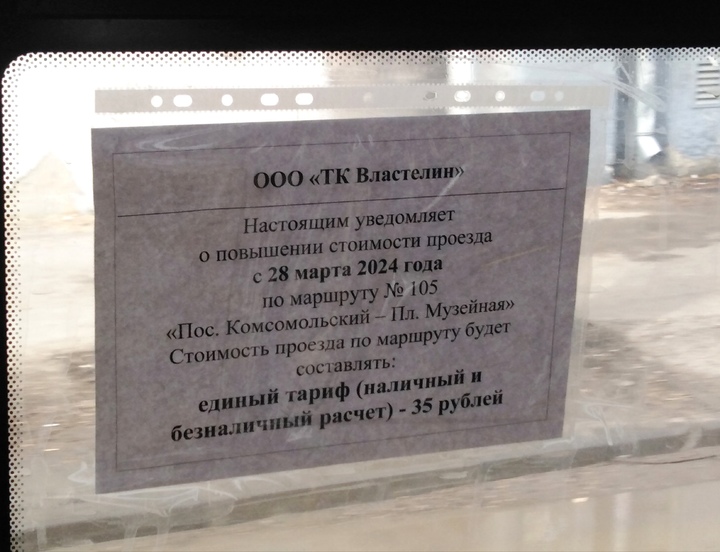 ООО «ТК Властелин»
Настоящим уведомляет
о повышении стоимости проезда
с 28 марта 2024 года
по маршруту № 105
«Пос. Комсомольский – Пл. Музейная»
Стоимость проезда по маршруту будет
составлять:
единый тариф (наличный и
безналичный расчет) - 35 рублей